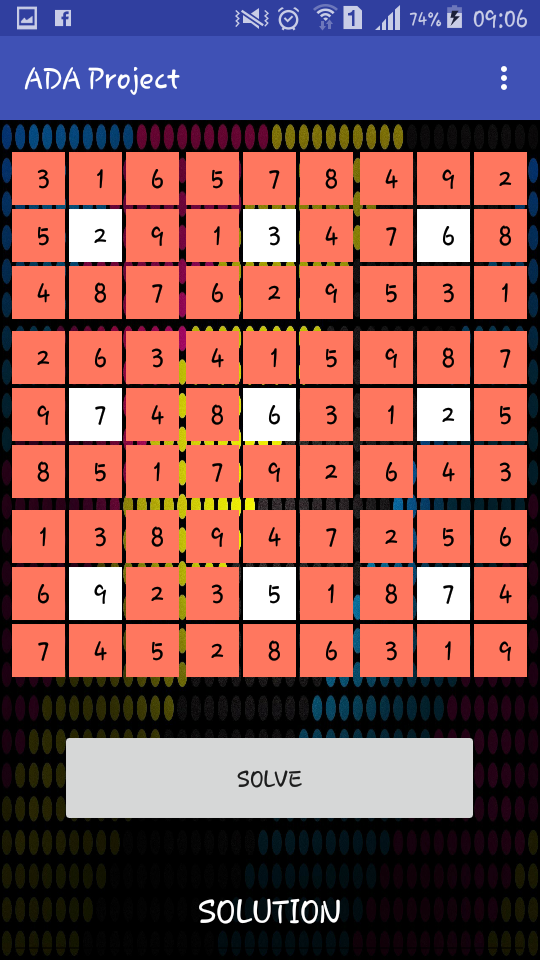 1 74% 09:06
ADA Project
3 1 6 5 7 8 4 9 2
5 2 9 1 3 4 7 6 8
4 8 7 6 2 9 5 3 1
2 6 3 4 1 5 9 8 7
9 7 4 8 6 3 1 2 5
8 5 1 7 9 2 6 4 3
1 3 8 9 4 7 2 5 6
6 9 2 3 5 1 8 7 4
7 4 5 2 8 6 3 1 9
SOLVE
SOLUTION